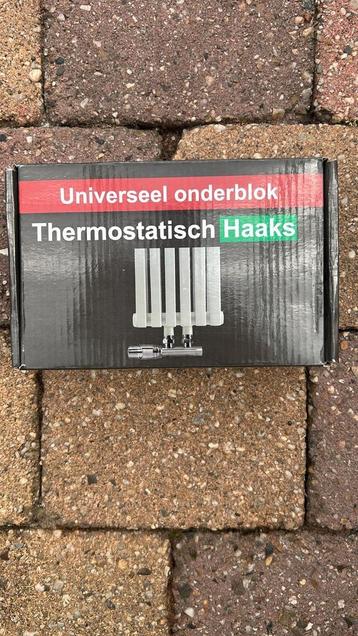 Universeel onderblok
Thermostatisch Haaks